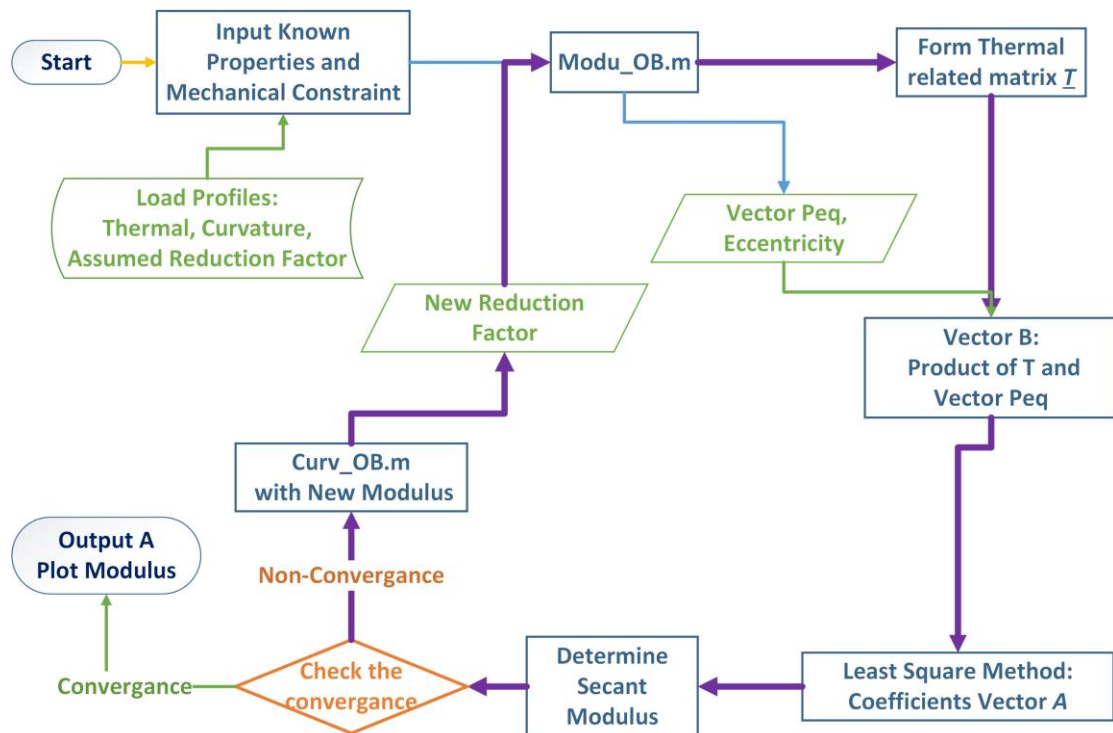 Start
Input Known
Properties and
Mechanical Constraint
Modu_OB.m
Form Thermal
related matrix T
Load Profiles:
Thermal, Curvature,
Assumed Reduction Factor
Vector Peq,
Eccentricity
New Reduction
Factor
Vector B:
Product of T and
Vector Peq
Curv_OB.m
with New Modulus
Output A
Plot Modulus
Non-Convergance
Convergance
Check the
convergance
Determine
Secant
Modulus
Least Square Method:
Coefficients Vector A